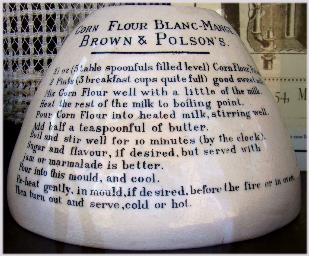 Corn Flour Blanc-Mange
Brown & Polson's.
oz (5 table spoonfuls filled level) Corn Flour
2 Pints (3 breakfast cups quite full) good sweet
Mix Corn Flour well with a little of the milk.
Heat the rest of the milk to boiling point.
Pour Corn Flour into heated milk, stirring well.
Add half a teaspoonful of butter.
Boil and stir well for 10 minutes (by the clock).
Sugar and flavour, if desired, but served with
jam or marmalade is better.
Pour into this mould, and cool.
Re-heat gently, in mould, if desired, before the fire or in oven.
Then turn out and serve, cold or hot.
54, M